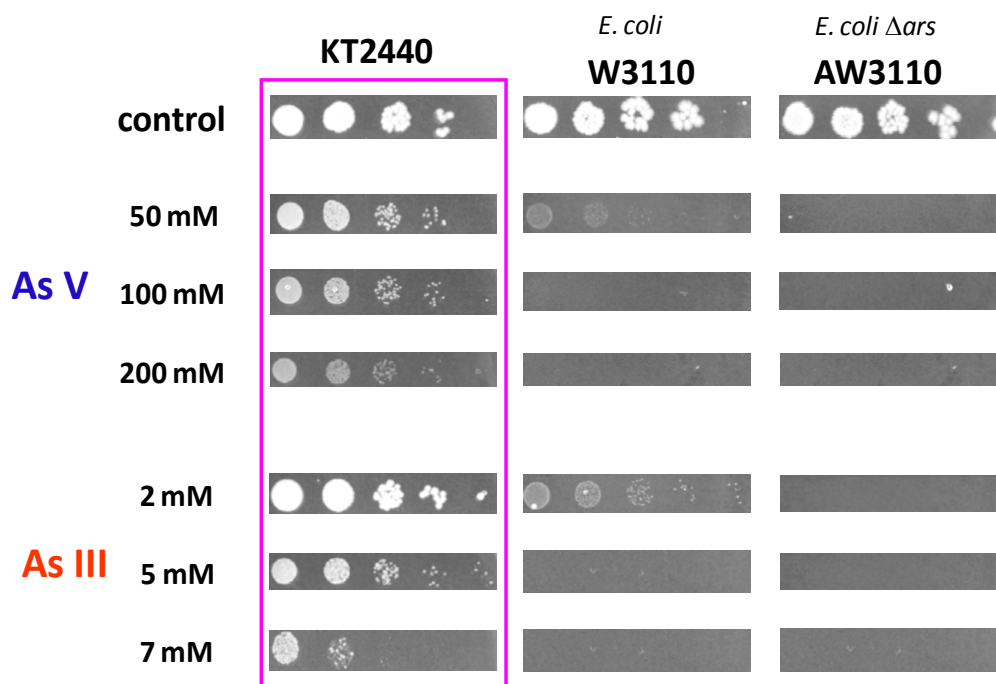 KT2440
E. coli
W3110
E. coli Δars
AW3110
control
50 mM
As V
100 mM
200 mM
2 mM
As III
5 mM
7 mM